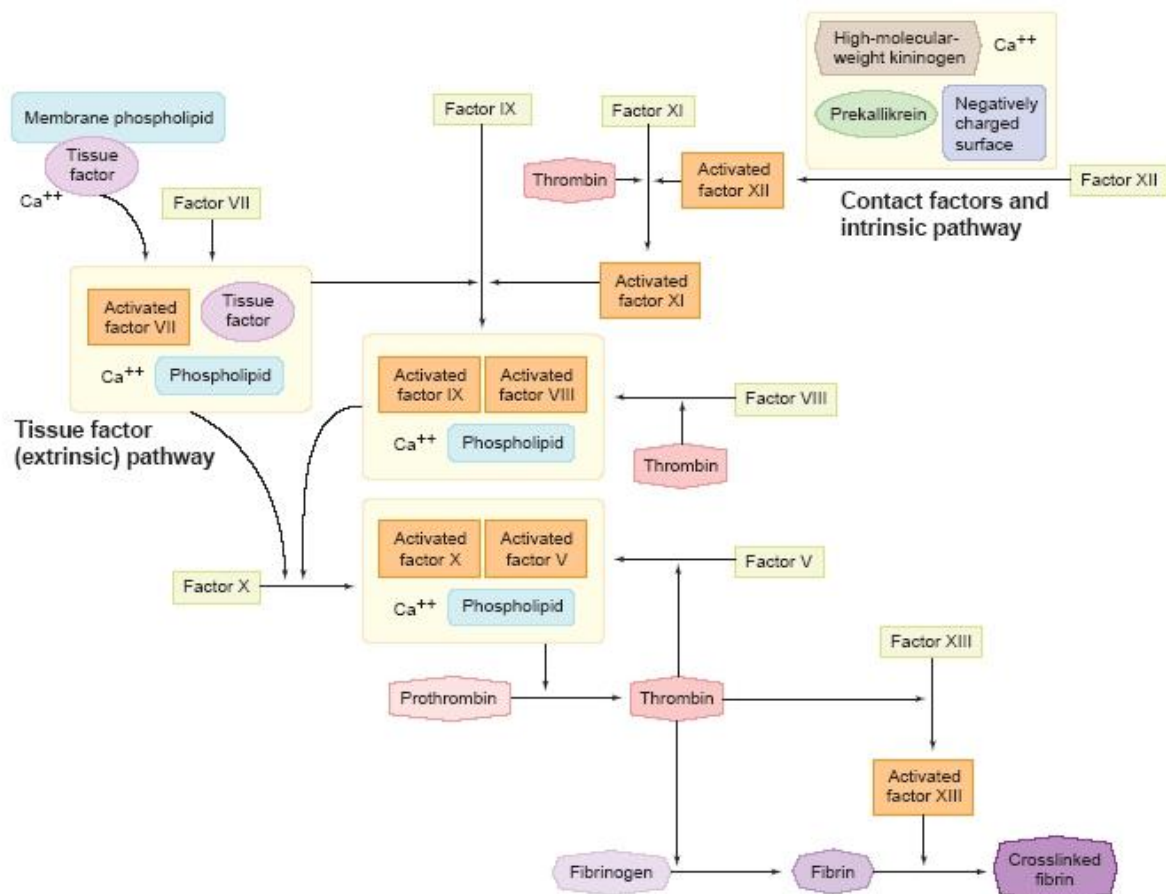 High-molecular-
weight kininogen
Ca++
Membrane phospholipid
Factor IX
Factor XI
Prekallikrein
Negatively
charged
surface
Tissue
factor
Ca++
Factor VII
Thrombin
Activated
factor XII
Factor XII
Contact factors and
intrinsic pathway
Activated
factor VII
Tissue
factor
Ca++
Phospholipid
Activated
factor XI
Tissue factor
(extrinsic) pathway
Activated
factor IX
Activated
factor VIII
Ca++
Phospholipid
Factor VIII
Thrombin
Factor X
Activated
factor X
Activated
factor V
Ca++
Phospholipid
Factor V
Factor XIII
Prothrombin
Thrombin
Activated
factor XIII
Fibrinogen
Fibrin
Crosslinked
fibrin